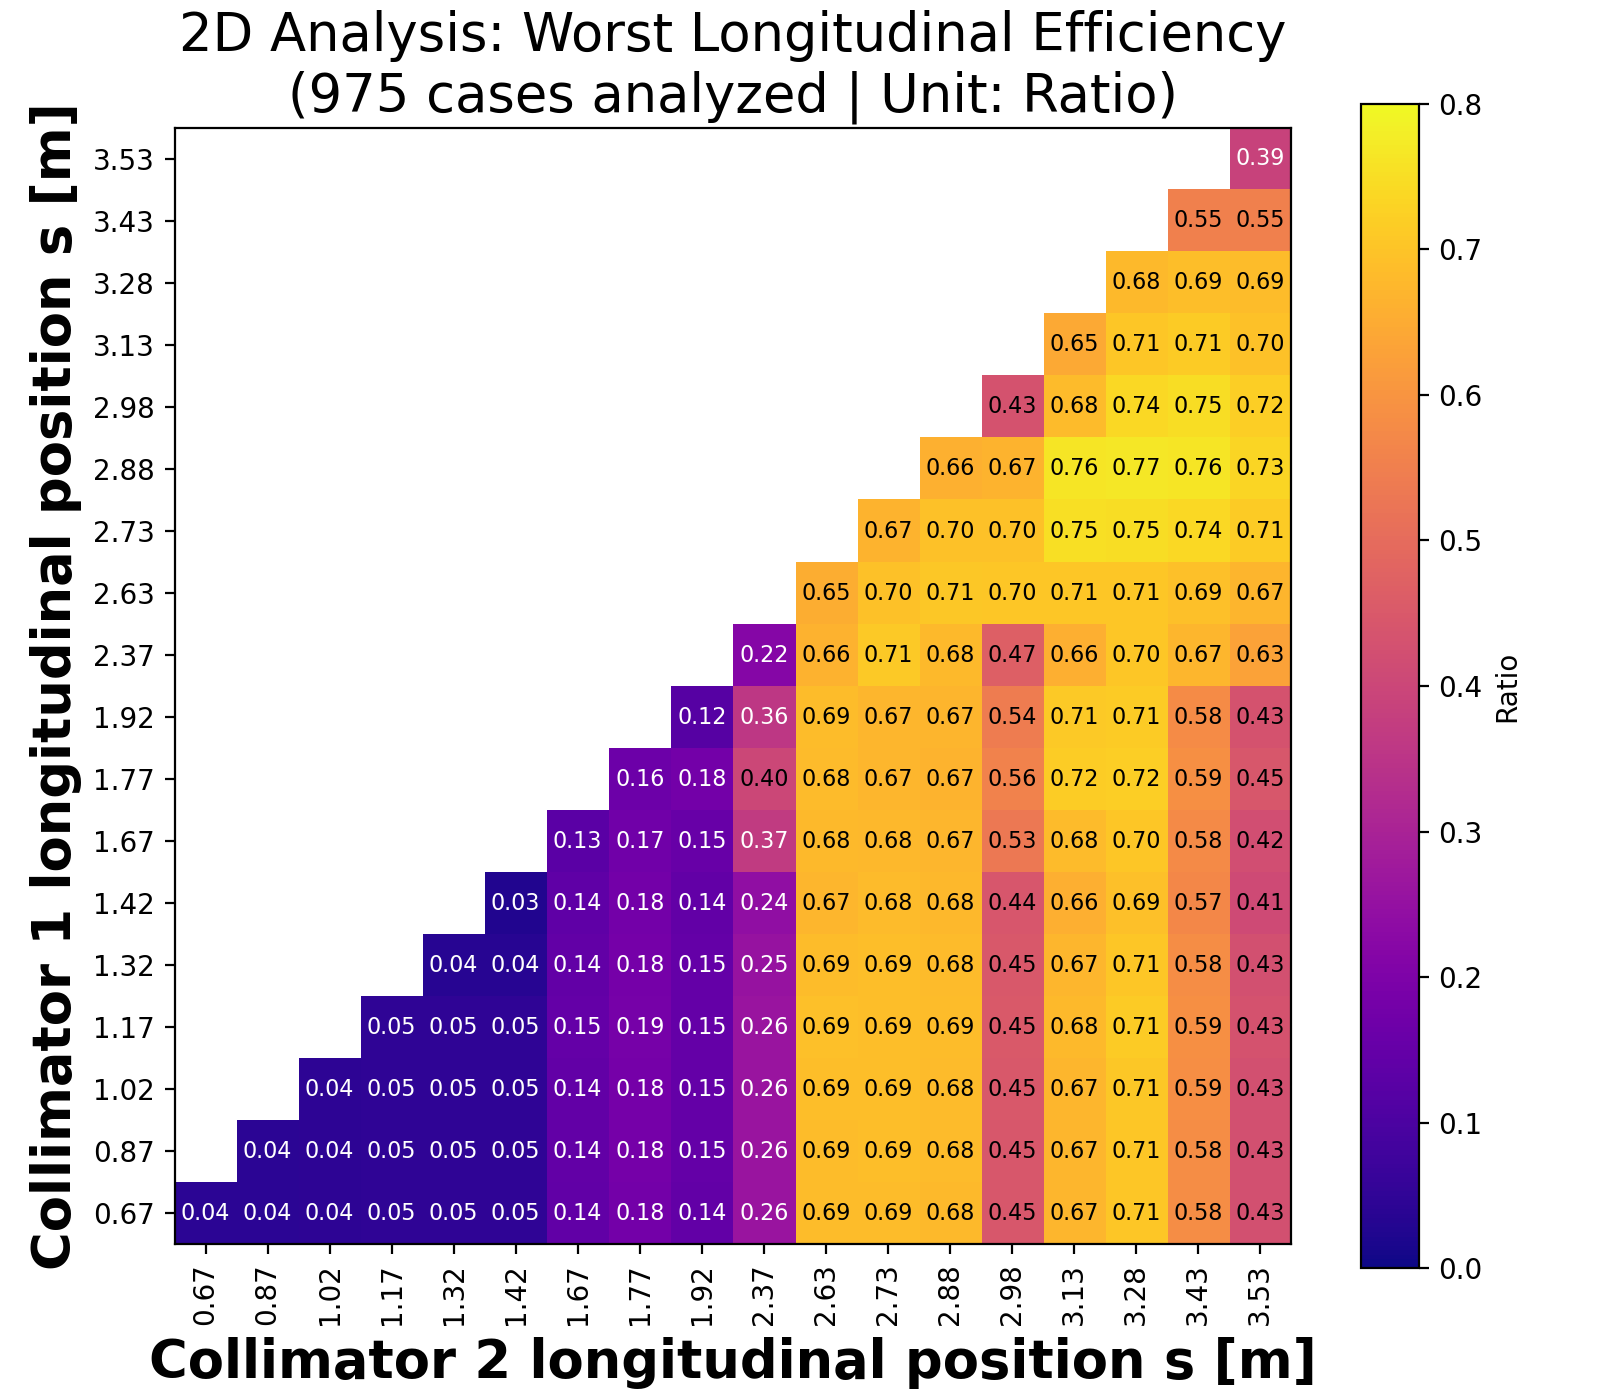 2D Analysis: Worst Longitudinal Efficiency
(975 cases analyzed | Unit: Ratio)
Collimator 1 longitudinal position s [m]
3.53 0.39
3.43 0.55 0.55
3.28 0.68 0.69 0.69
3.13 0.65 0.71 0.71 0.70
2.98 0.43 0.68 0.74 0.75 0.72
2.88 0.66 0.67 0.76 0.77 0.76 0.73
2.73 0.67 0.70 0.70 0.75 0.75 0.74 0.71
2.63 0.65 0.70 0.71 0.70 0.71 0.71 0.69 0.67
2.37 0.22 0.66 0.71 0.68 0.47 0.66 0.70 0.67 0.63
1.92 0.12 0.36 0.69 0.67 0.67 0.54 0.71 0.71 0.58 0.43
1.77 0.16 0.18 0.40 0.68 0.67 0.67 0.56 0.72 0.72 0.59 0.45
1.67 0.13 0.17 0.15 0.37 0.68 0.68 0.67 0.53 0.68 0.70 0.58 0.42
1.42 0.03 0.14 0.18 0.14 0.24 0.67 0.68 0.68 0.44 0.66 0.69 0.57 0.41
1.32 0.04 0.04 0.14 0.18 0.15 0.25 0.69 0.69 0.68 0.45 0.67 0.71 0.58 0.43
1.17 0.05 0.05 0.05 0.15 0.19 0.15 0.26 0.69 0.69 0.69 0.45 0.68 0.71 0.59 0.43
1.02 0.04 0.05 0.05 0.05 0.14 0.18 0.15 0.26 0.69 0.69 0.68 0.45 0.67 0.71 0.59 0.43
0.87 0.04 0.04 0.05 0.05 0.05 0.14 0.18 0.15 0.26 0.69 0.69 0.68 0.45 0.67 0.71 0.58 0.43
0.67 0.04 0.04 0.04 0.05 0.05 0.05 0.14 0.18 0.14 0.26 0.69 0.69 0.68 0.45 0.67 0.71 0.58 0.43
0.67 0.87 1.02 1.17 1.32 1.42 1.67 1.77 1.92 2.37 2.63 2.73 2.88 2.98 3.13 3.28 3.43 3.53
Collimator 2 longitudinal position s [m]
0.8
0.7
0.6
0.5
0.4
0.3
0.2
0.1
0.0
Ratio